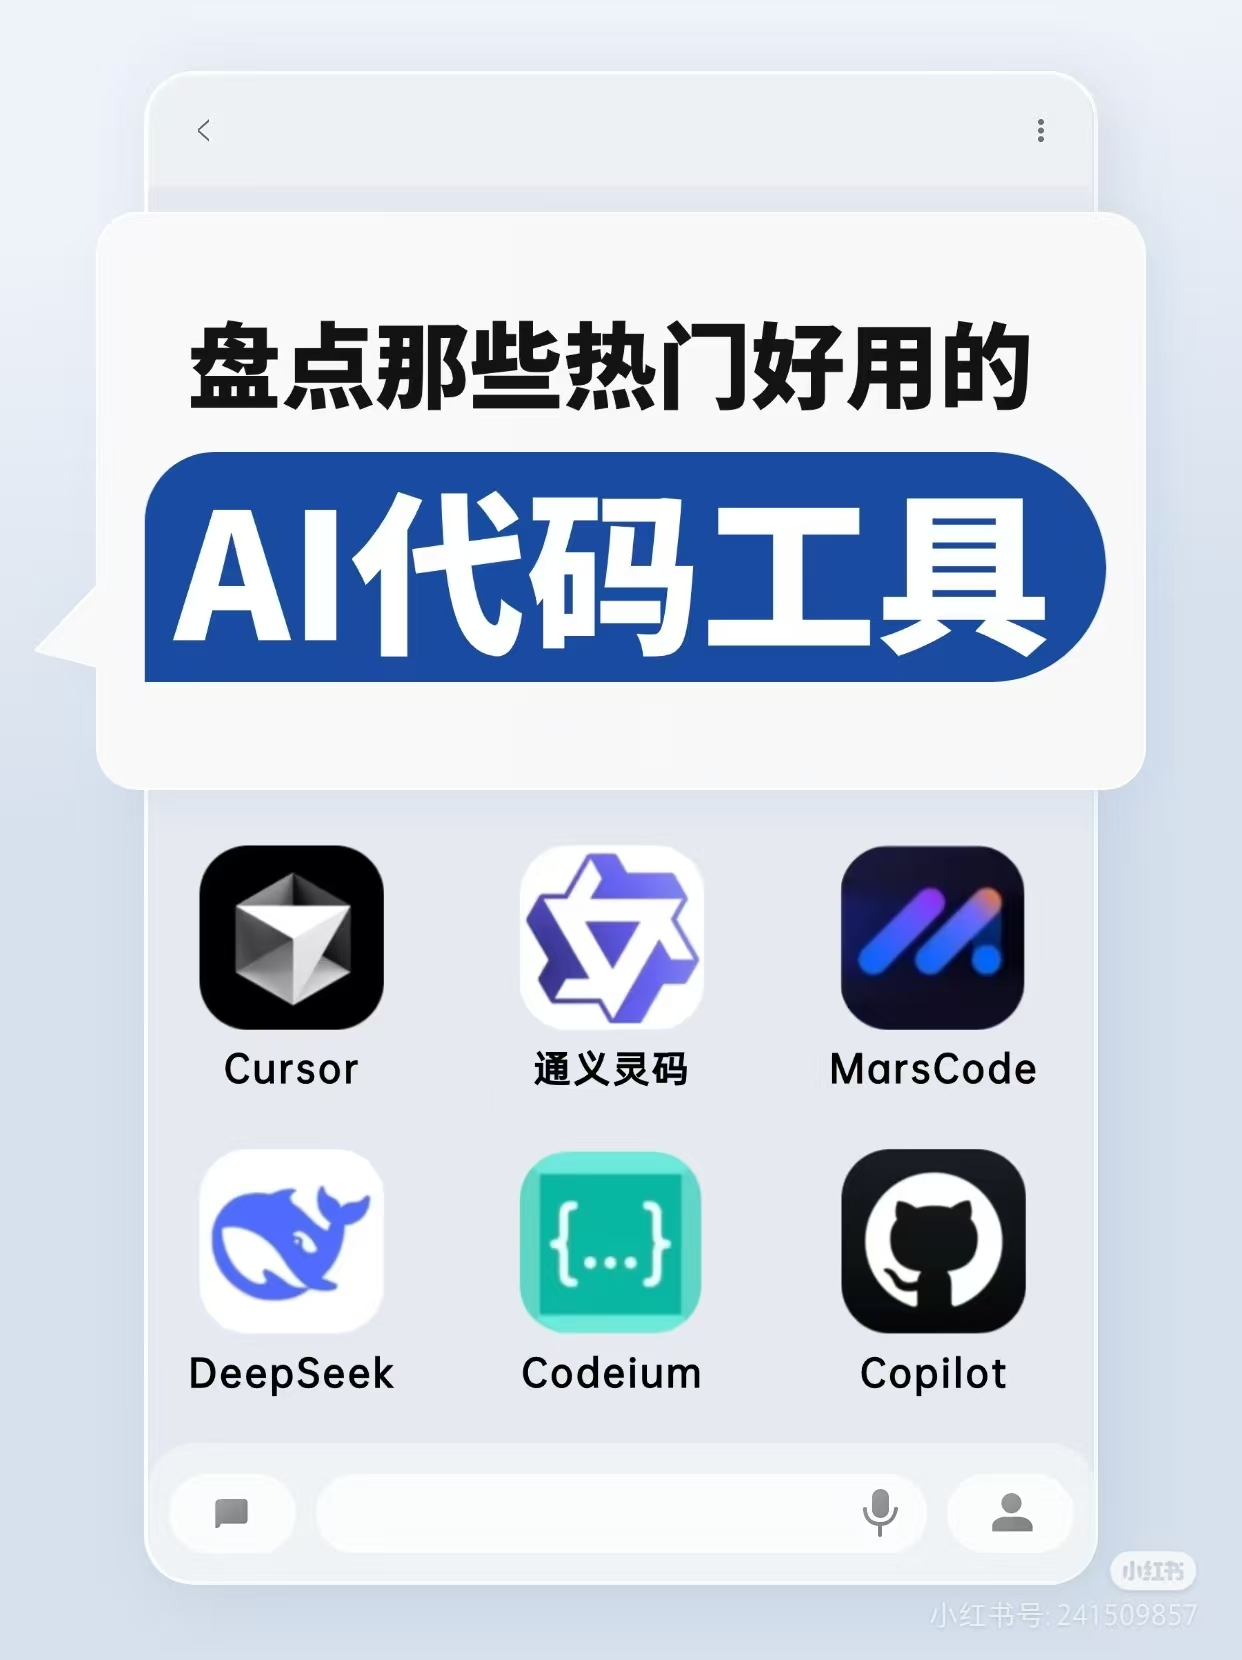 盘点那些热门好用的
AI代码工具
Cursor
通义灵码
MarsCode
{...}
DeepSeek
Codeium
Copilot
小红书
小红书号:241509857